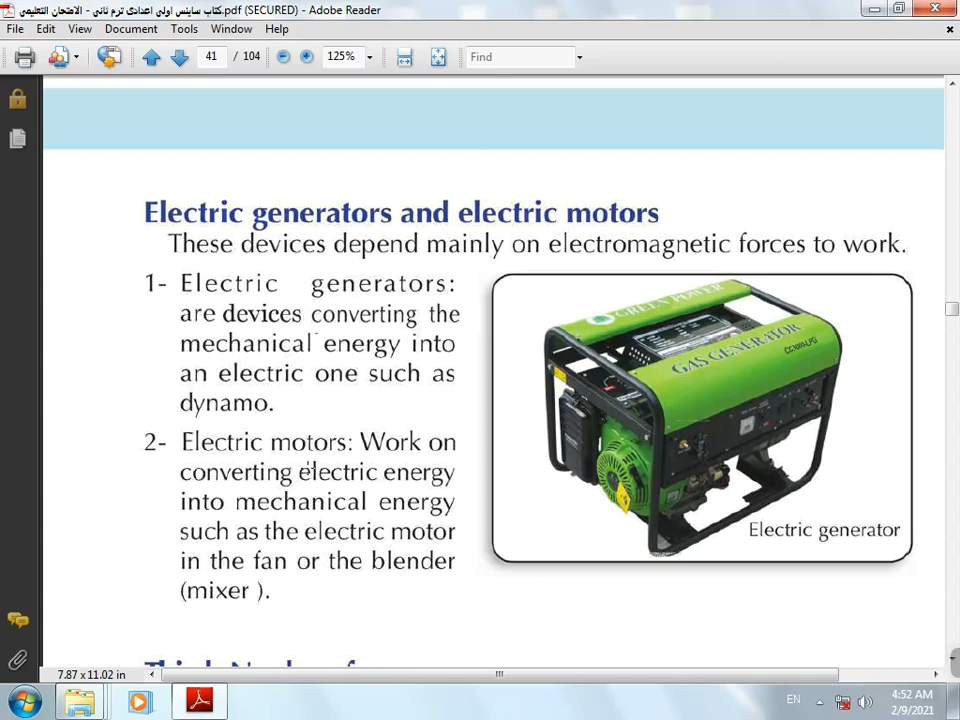 كتاب ساينس اولي اعدادى ترم ثاني - الامتحان التعليمي.pdf (SECURED) - Adobe Reader
File Edit View Document Tools Window Help
41 / 104 125% Find
Electric generators and electric motors
These devices depend mainly on electromagnetic forces to work.
1- Electric generators:
are devices converting the
mechanical energy into
an electric one such as
dynamo.
2- Electric motors: Work on
converting electric energy
into mechanical energy
such as the electric motor
in the fan or the blender
(mixer ).
GREEN POWER
GAS GENERATOR
Electric generator
7.87 x 11.02 in
EN 4:52 AM
2/9/2021